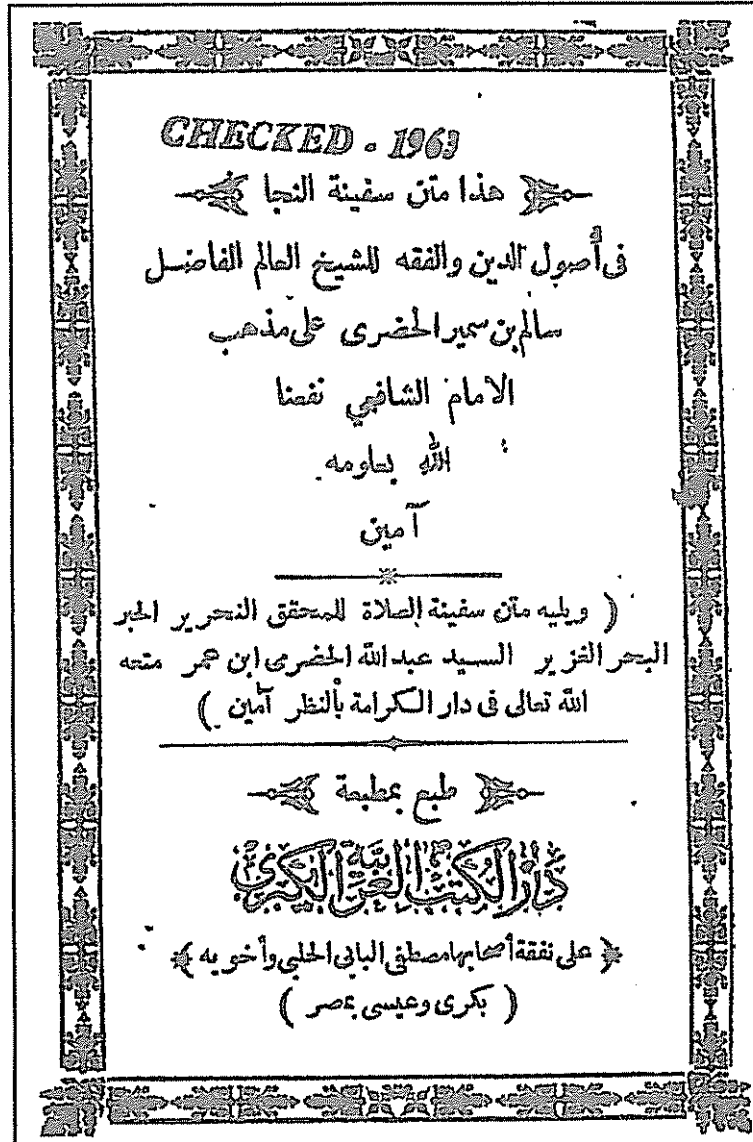 CHECKED - 1963
هذا متن سفينة النجا
فى أصول الدين والفقه للشيخ العالم الفاضل
سالم بن سمير الحضرى على مذهب
الامام الشافعي نفعنا
الله بعلومه
آمين
( ويليه متن سفينة الصلاة للمحقق النحرير الحبر
البحر الغزير السيد عبد الله الحضرمى ابن عمر متعه
الله تعالى فى دار الكرامة بالنظر آمين )
طبع بمطبعة
دار الكتب العربية الكبرى
﴿ على نفقة أصحابها مصطفى البابى الحلبى وأخويه ﴾
( بكرى وعيسى بمصر )